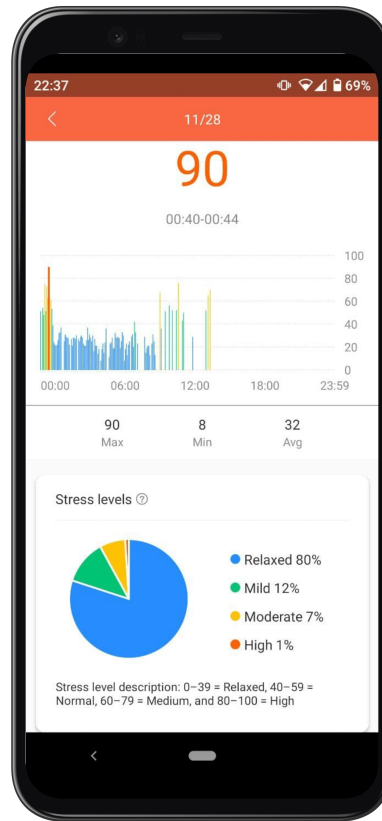 22:37 69%
11/28
90
00:40-00:44
100
80
60
40
20
0
00:00 06:00 12:00 18:00 23:59
90 8 32
Max Min Avg
Stress levels ?
Relaxed 80%
Mild 12%
Moderate 7%
High 1%
Stress level description: 0–39 = Relaxed, 40–59 =
Normal, 60–79 = Medium, and 80–100 = High